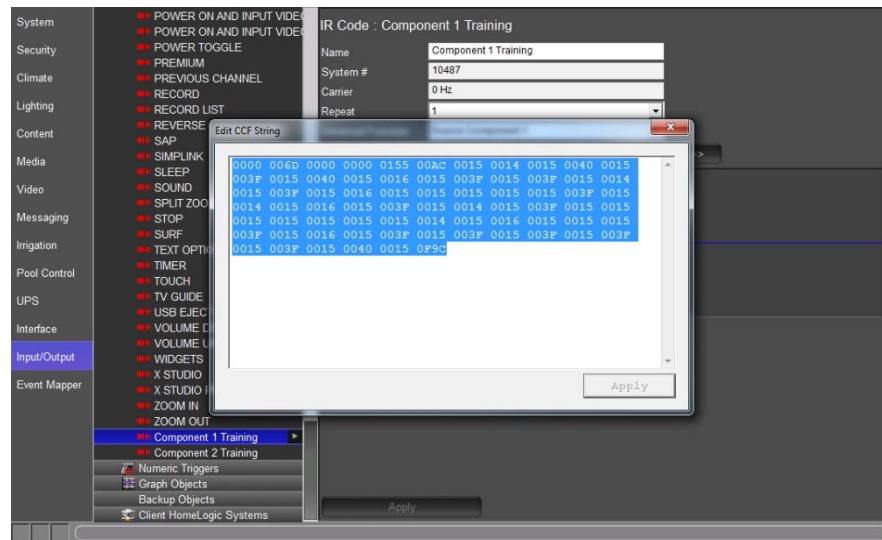 System
Security
Climate
Lighting
Content
Media
Video
Messaging
Irrigation
Pool Control
UPS
Interface
Input/Output
Event Mapper
POWER ON AND INPUT VIDE
POWER ON AND INPUT VIDE
POWER TOGGLE
PREMIUM
PREVIOUS CHANNEL
RECORD
RECORD LIST
REVERSE
SAP
SIMPLINK
SLEEP
SOUND
SPLIT ZOO
STOP
SURF
TEXT OPTI
TIMER
TOUCH
TV GUIDE
USB EJEC
VOLUME D
VOLUME U
WIDGETS
X STUDIO
X STUDIO
ZOOM IN
ZOOM OUT
Component 1 Training
Component 2 Training
Numeric Triggers
Graph Objects
Backup Objects
Client HomeLogic Systems
IR Code : Component 1 Training
Name Component 1 Training
System # 10487
Carrier 0 Hz
Repeat 1
Edit CCF String
0000 006D 0000 0000 0155 00AC 0015 0014 0015 0040 0015
003F 0015 0040 0015 0016 0015 003F 0015 003F 0015 0014
0015 003F 0015 0016 0015 0015 0015 0015 0015 003F 0015
0014 0015 0016 0015 003F 0015 0014 0015 003F 0015 0015
0015 0015 0015 0015 0015 0014 0015 0016 0015 0015 0015
003F 0015 0016 0015 003F 0015 003F 0015 003F 0015 003F
0015 003F 0015 0040 0015 0F9C
Apply
>
Apply